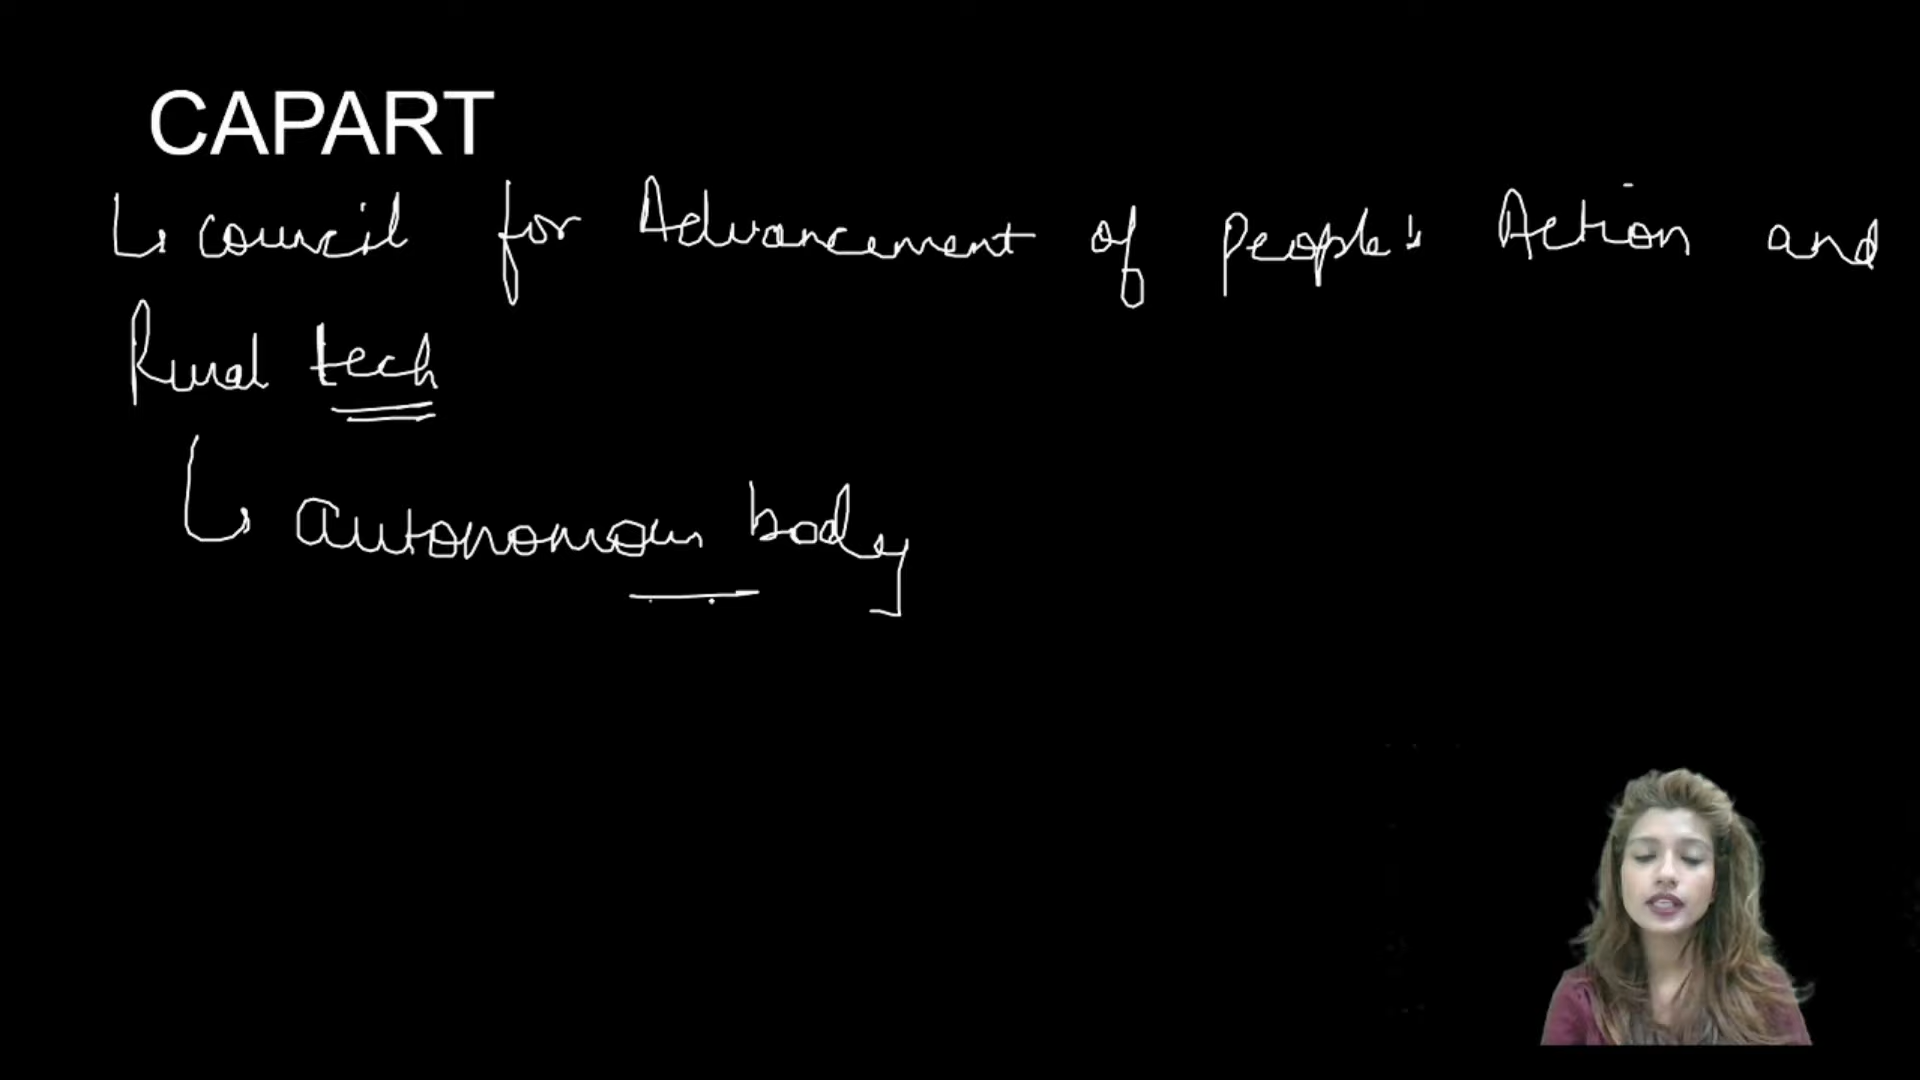 CAPART
council for Advancement of People's Action and
Rural tech
autonomous body